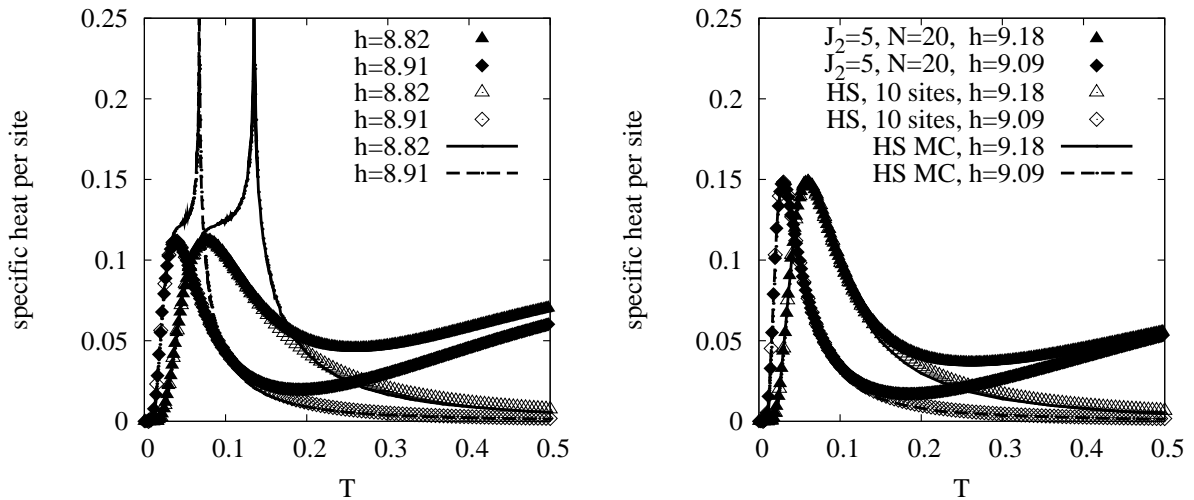 0.25
0.2
0.15
0.1
0.05
0
0
0.1
0.2
0.3
0.4
0.5
specific heat per site
T
h=8.82
h=8.91
h=8.82
h=8.91
h=8.82
h=8.91
0.25
0.2
0.15
0.1
0.05
0
0
0.1
0.2
0.3
0.4
0.5
specific heat per site
T
J₂=5, N=20, h=9.18
J₂=5, N=20, h=9.09
HS, 10 sites, h=9.18
HS, 10 sites, h=9.09
HS MC, h=9.18
HS MC, h=9.09